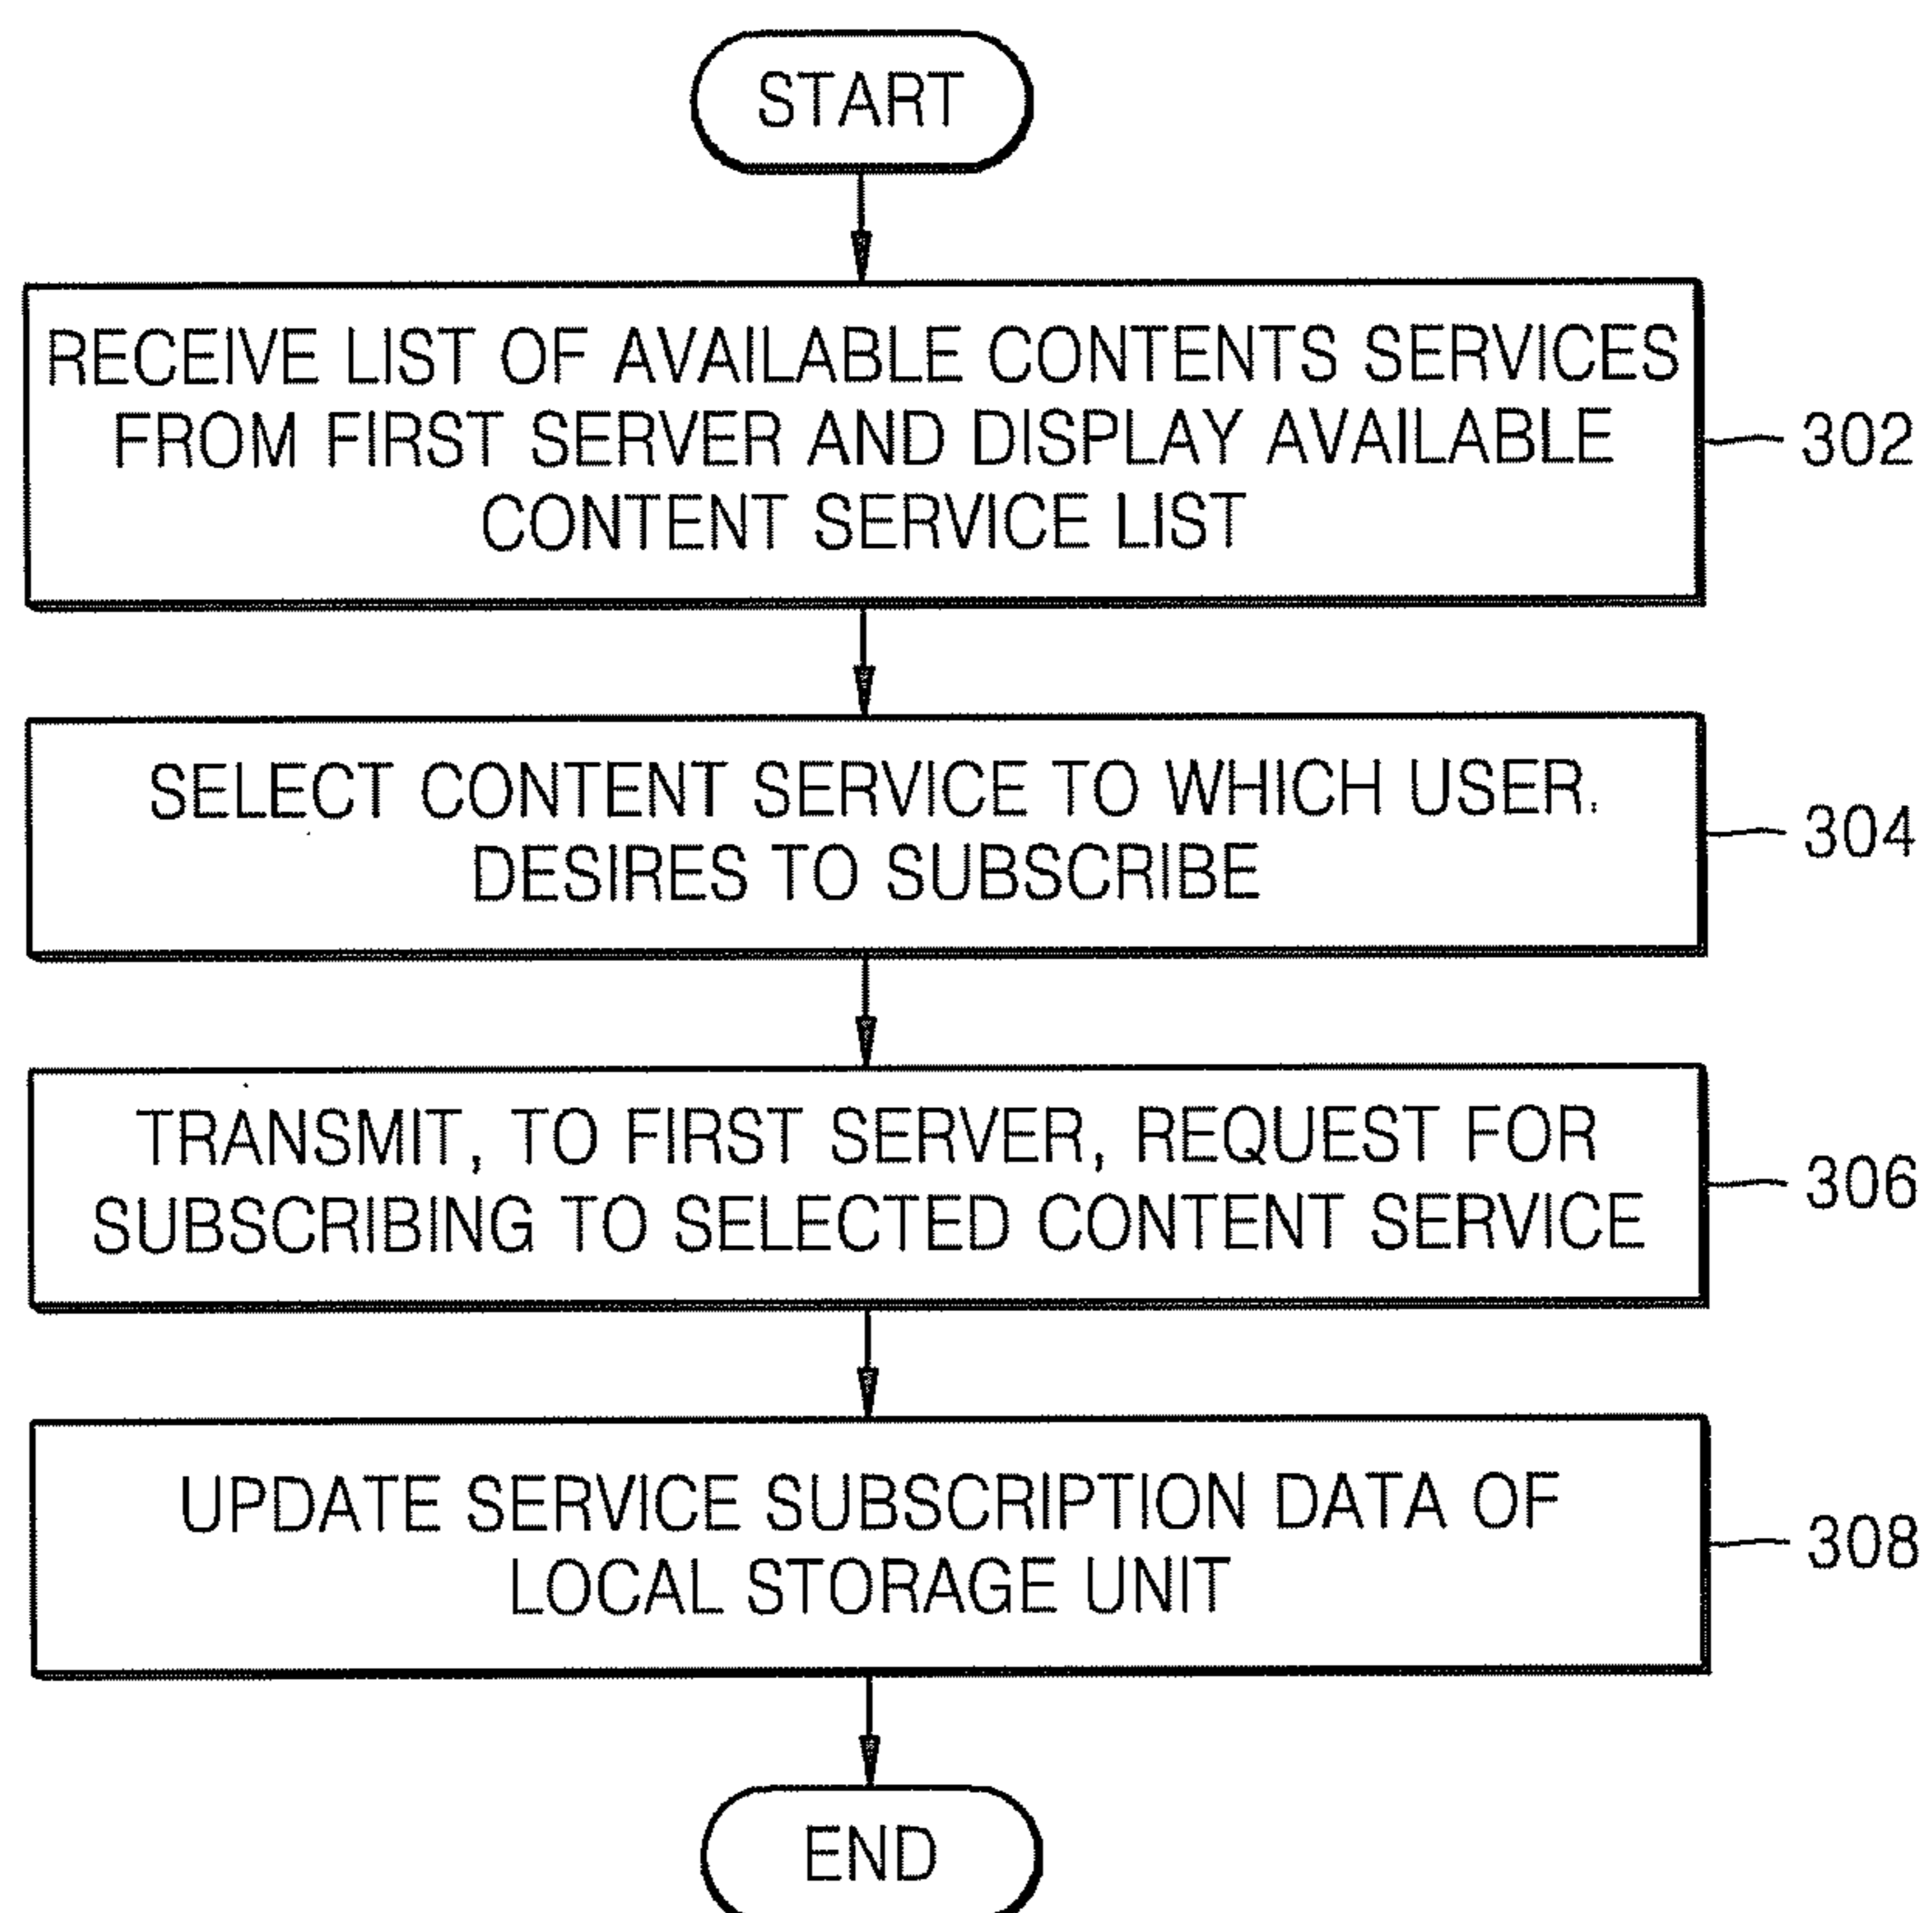 START
RECEIVE LIST OF AVAILABLE CONTENTS SERVICES
FROM FIRST SERVER AND DISPLAY AVAILABLE
CONTENT SERVICE LIST
302
SELECT CONTENT SERVICE TO WHICH USER
DESIRES TO SUBSCRIBE
304
TRANSMIT, TO FIRST SERVER, REQUEST FOR
SUBSCRIBING TO SELECTED CONTENT SERVICE
306
UPDATE SERVICE SUBSCRIPTION DATA OF
LOCAL STORAGE UNIT
308
END